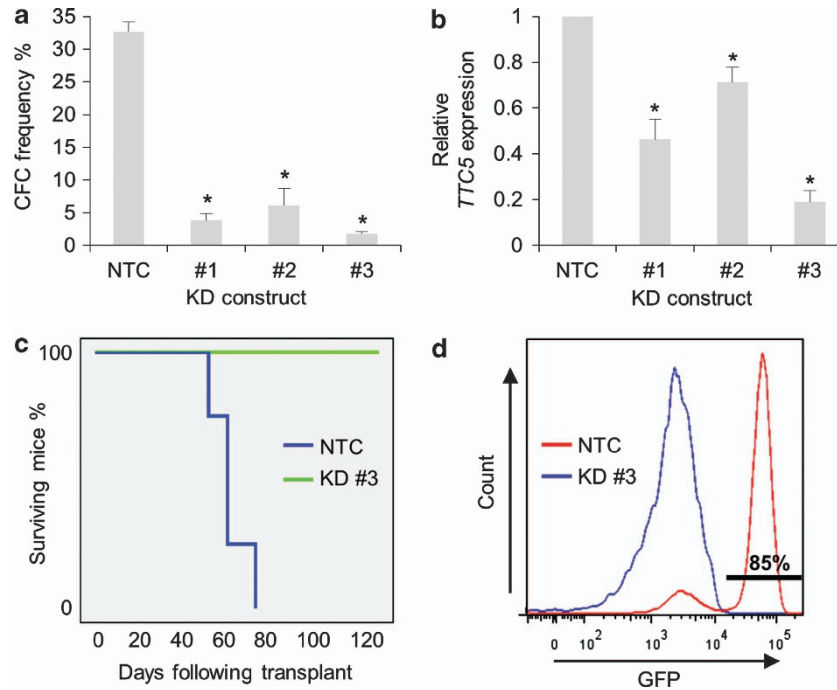 a
CFC frequency %
35
30
25
20
15
10
5
0
*
*
*
NTC
#1
#2
#3
KD construct
b
Relative
TTC5 expression
1
0.8
0.6
0.4
0.2
0
*
*
*
NTC
#1
#2
#3
KD construct
c
Surviving mice %
100
0
NTC
KD #3
0 20 40 60 80 100 120
Days following transplant
d
Count
NTC
KD #3
85%
0 10² 10³ 10⁴ 10⁵
GFP